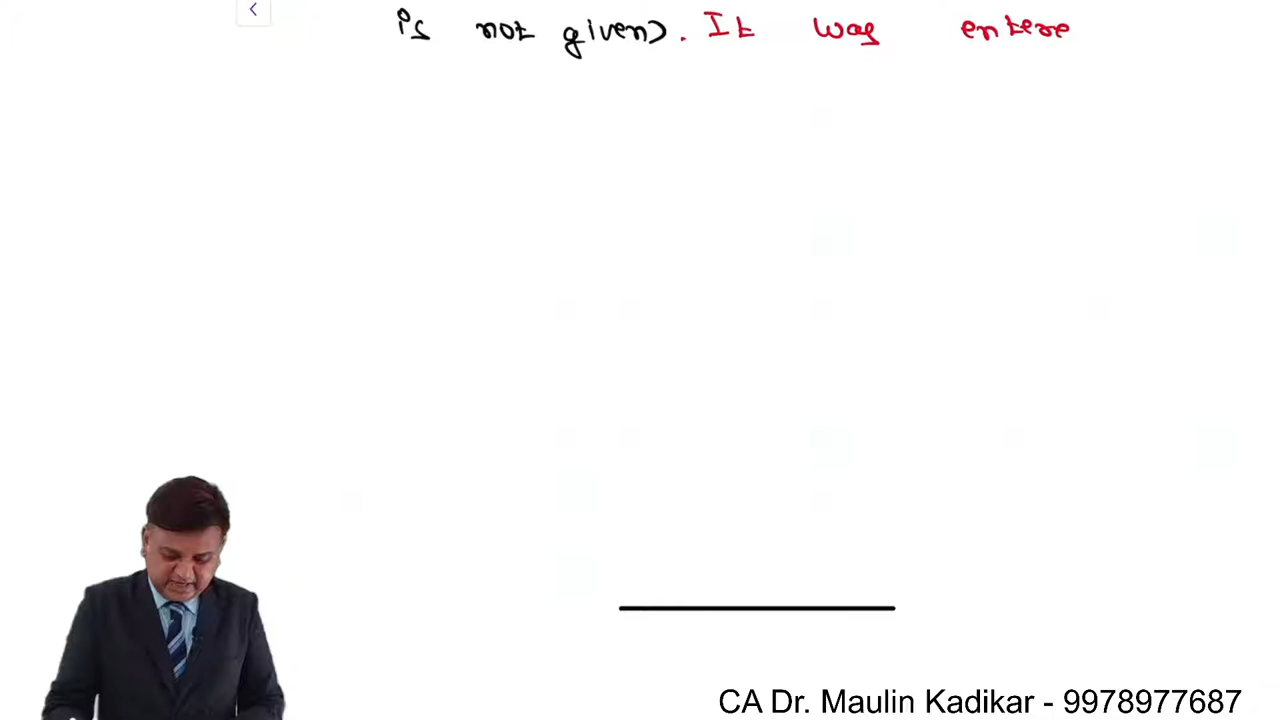 is not given). It was entere
CA Dr. Maulin Kadikar - 9978977687